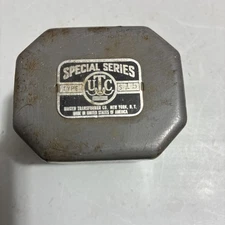 SPECIAL SERIES
TYPE
UTC
UNITED TRANSFORMER CO. NEW YORK, N. Y.
MADE IN UNITED STATES OF AMERICA